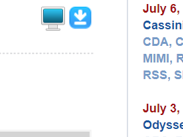 July 6,
Cassin
CDA, C
MIMI, R
RSS, S
July 3,
Odysse